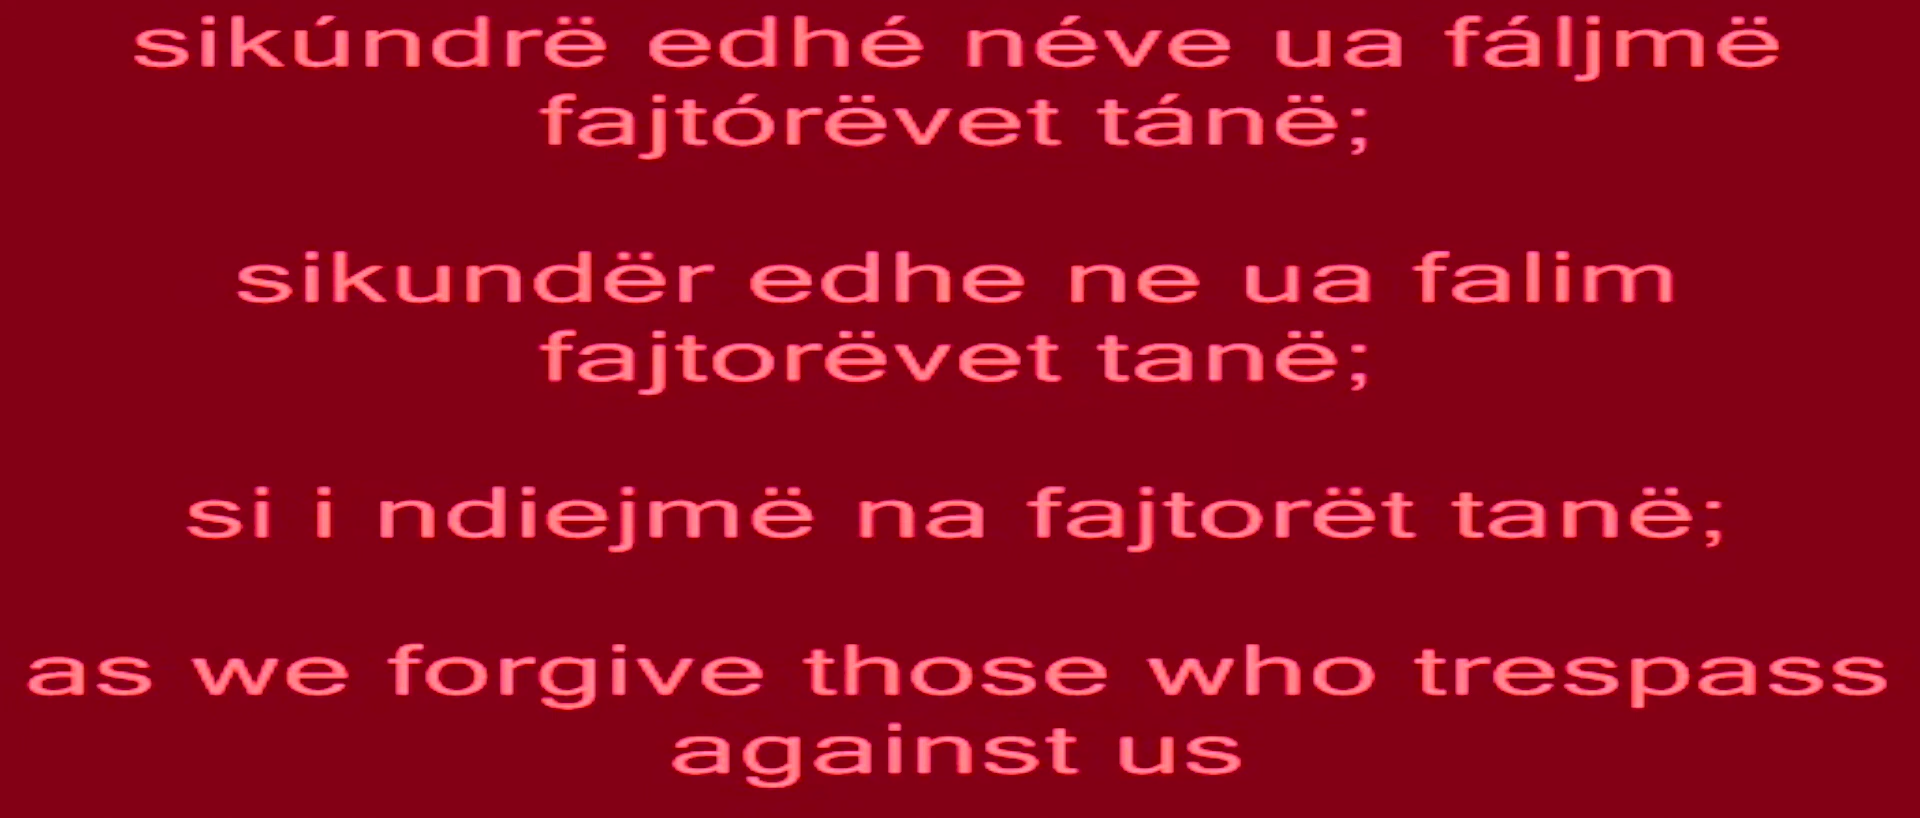 sikúndrë edhé néve ua fáljmë
fajtórëvet tánë;
sikundër edhe ne ua falim
fajtorëvet tanë;
si i ndiejmë na fajtorët tanë;
as we forgive those who trespass
against us